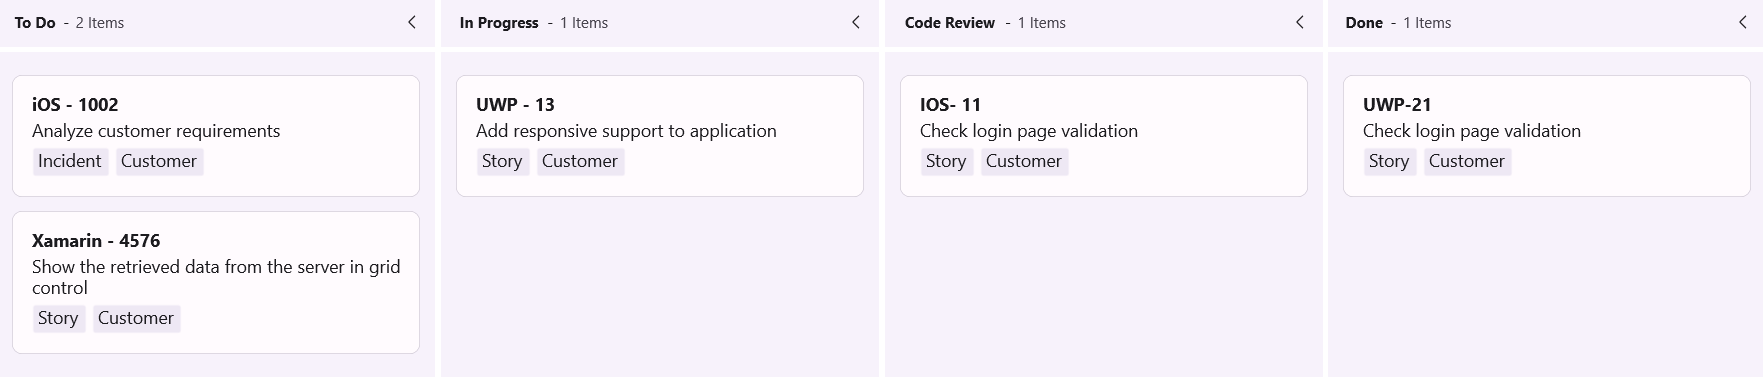 To Do - 2 Items
iOS - 1002
Analyze customer requirements
Incident Customer
Xamarin - 4576
Show the retrieved data from the server in grid
control
Story Customer
In Progress - 1 Items
UWP - 13
Add responsive support to application
Story Customer
Code Review - 1 Items
IOS- 11
Check login page validation
Story Customer
Done - 1 Items
UWP-21
Check login page validation
Story Customer